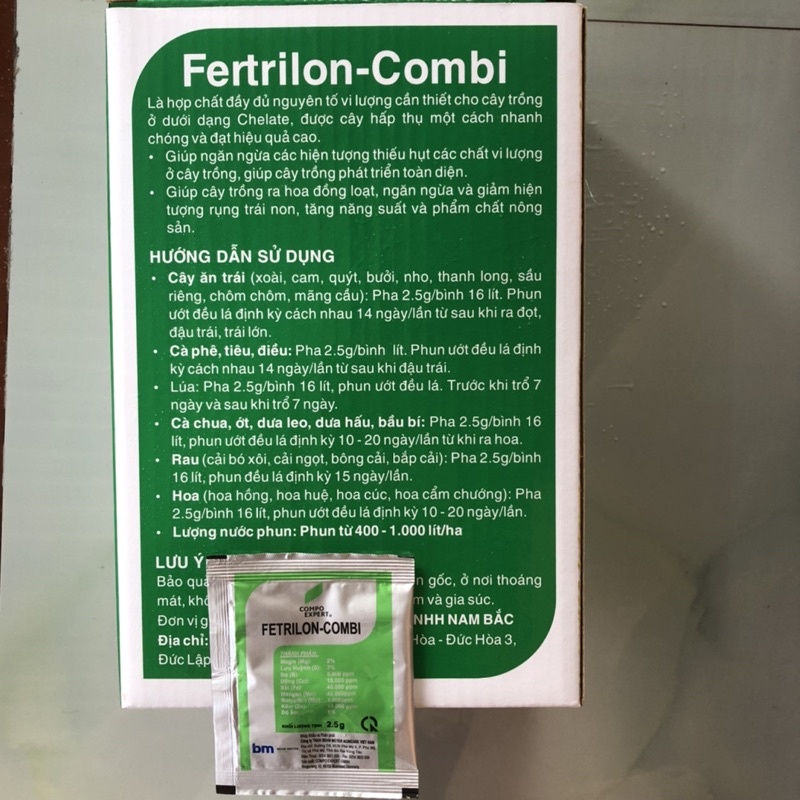 Fertrilon-Combi
Là hợp chất đầy đủ nguyên tố vi lượng cần thiết cho cây trồng
ở dưới dạng Chelate, được cây hấp thụ một cách nhanh
chóng và đạt hiệu quả cao.
• Giúp ngăn ngừa các hiện tượng thiếu hụt các chất vi lượng
ở cây trồng, giúp cây trồng phát triển toàn diện.
• Giúp cây trồng ra hoa đồng loạt, ngăn ngừa và giảm hiện
tượng rụng trái non, tăng năng suất và phẩm chất nông
sản.
HƯỚNG DẪN SỬ DỤNG
• Cây ăn trái (xoài, cam, quýt, bưởi, nho, thanh long, sầu
riêng, chôm chôm, mãng cầu): Pha 2.5g/bình 16 lít. Phun
ướt đều lá định kỳ cách nhau 14 ngày/lần từ sau khi ra đọt,
đậu trái, trái lớn.
• Cà phê, tiêu, điều: Pha 2.5g/bình lít. Phun ướt đều lá định
kỳ cách nhau 14 ngày/lần từ sau khi đậu trái.
• Lúa: Pha 2.5g/bình 16 lít, phun ướt đều lá. Trước khi trổ 7
ngày và sau khi trổ 7 ngày.
• Cà chua, ớt, dưa leo, dưa hấu, bầu bí: Pha 2.5g/bình 16
lít, phun ướt đều lá định kỳ 10 - 20 ngày/lần từ khi ra hoa.
• Rau (cải bó xôi, cải ngọt, bông cải, bắp cải): Pha 2.5g/bình
16 lít, phun đều lá định kỳ 15 ngày/lần.
• Hoa (hoa hồng, hoa huệ, hoa cúc, hoa cẩm chướng): Pha
2.5g/bình 16 lít, phun ướt đều lá định kỳ 10 - 20 ngày/lần.
• Lượng nước phun: Phun từ 400 - 1.000 lít/ha
LƯU Ý
Bảo quả n gốc, ở nơi thoáng
mát, khô m và gia súc.
Đơn vị g NHH NAM BẮC
Địa chỉ: Hòa - Đức Hòa 3,
Đức Lập
COMPO
EXPERT
FETRILON-COMBI
THÀNH PHẦN
KHỐI LƯỢNG TỊNH 2.5g
bm